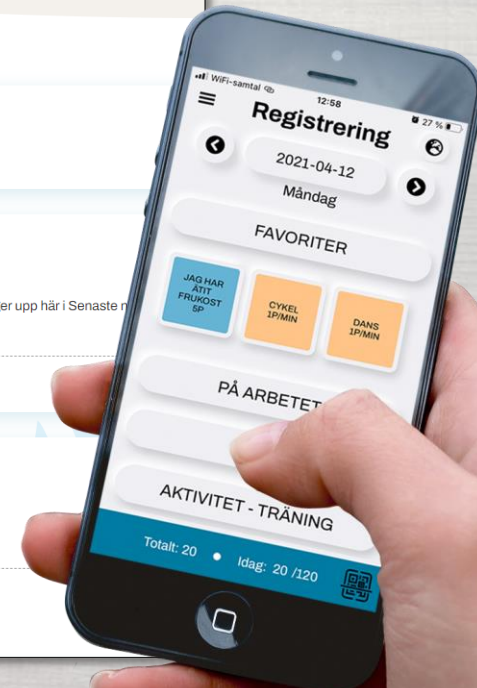 WiFi-samtal
12:58
27 %
Registrering
2021-04-12
Måndag
FAVORITER
JAG HAR
ÄTIT
FRUKOST
5P
CYKEL
1P/MIN
DANS
1P/MIN
er upp här i Senaste
PÅ ARBETET
AKTIVITET - TRÄNING
Totalt: 20
Idag: 20 /120